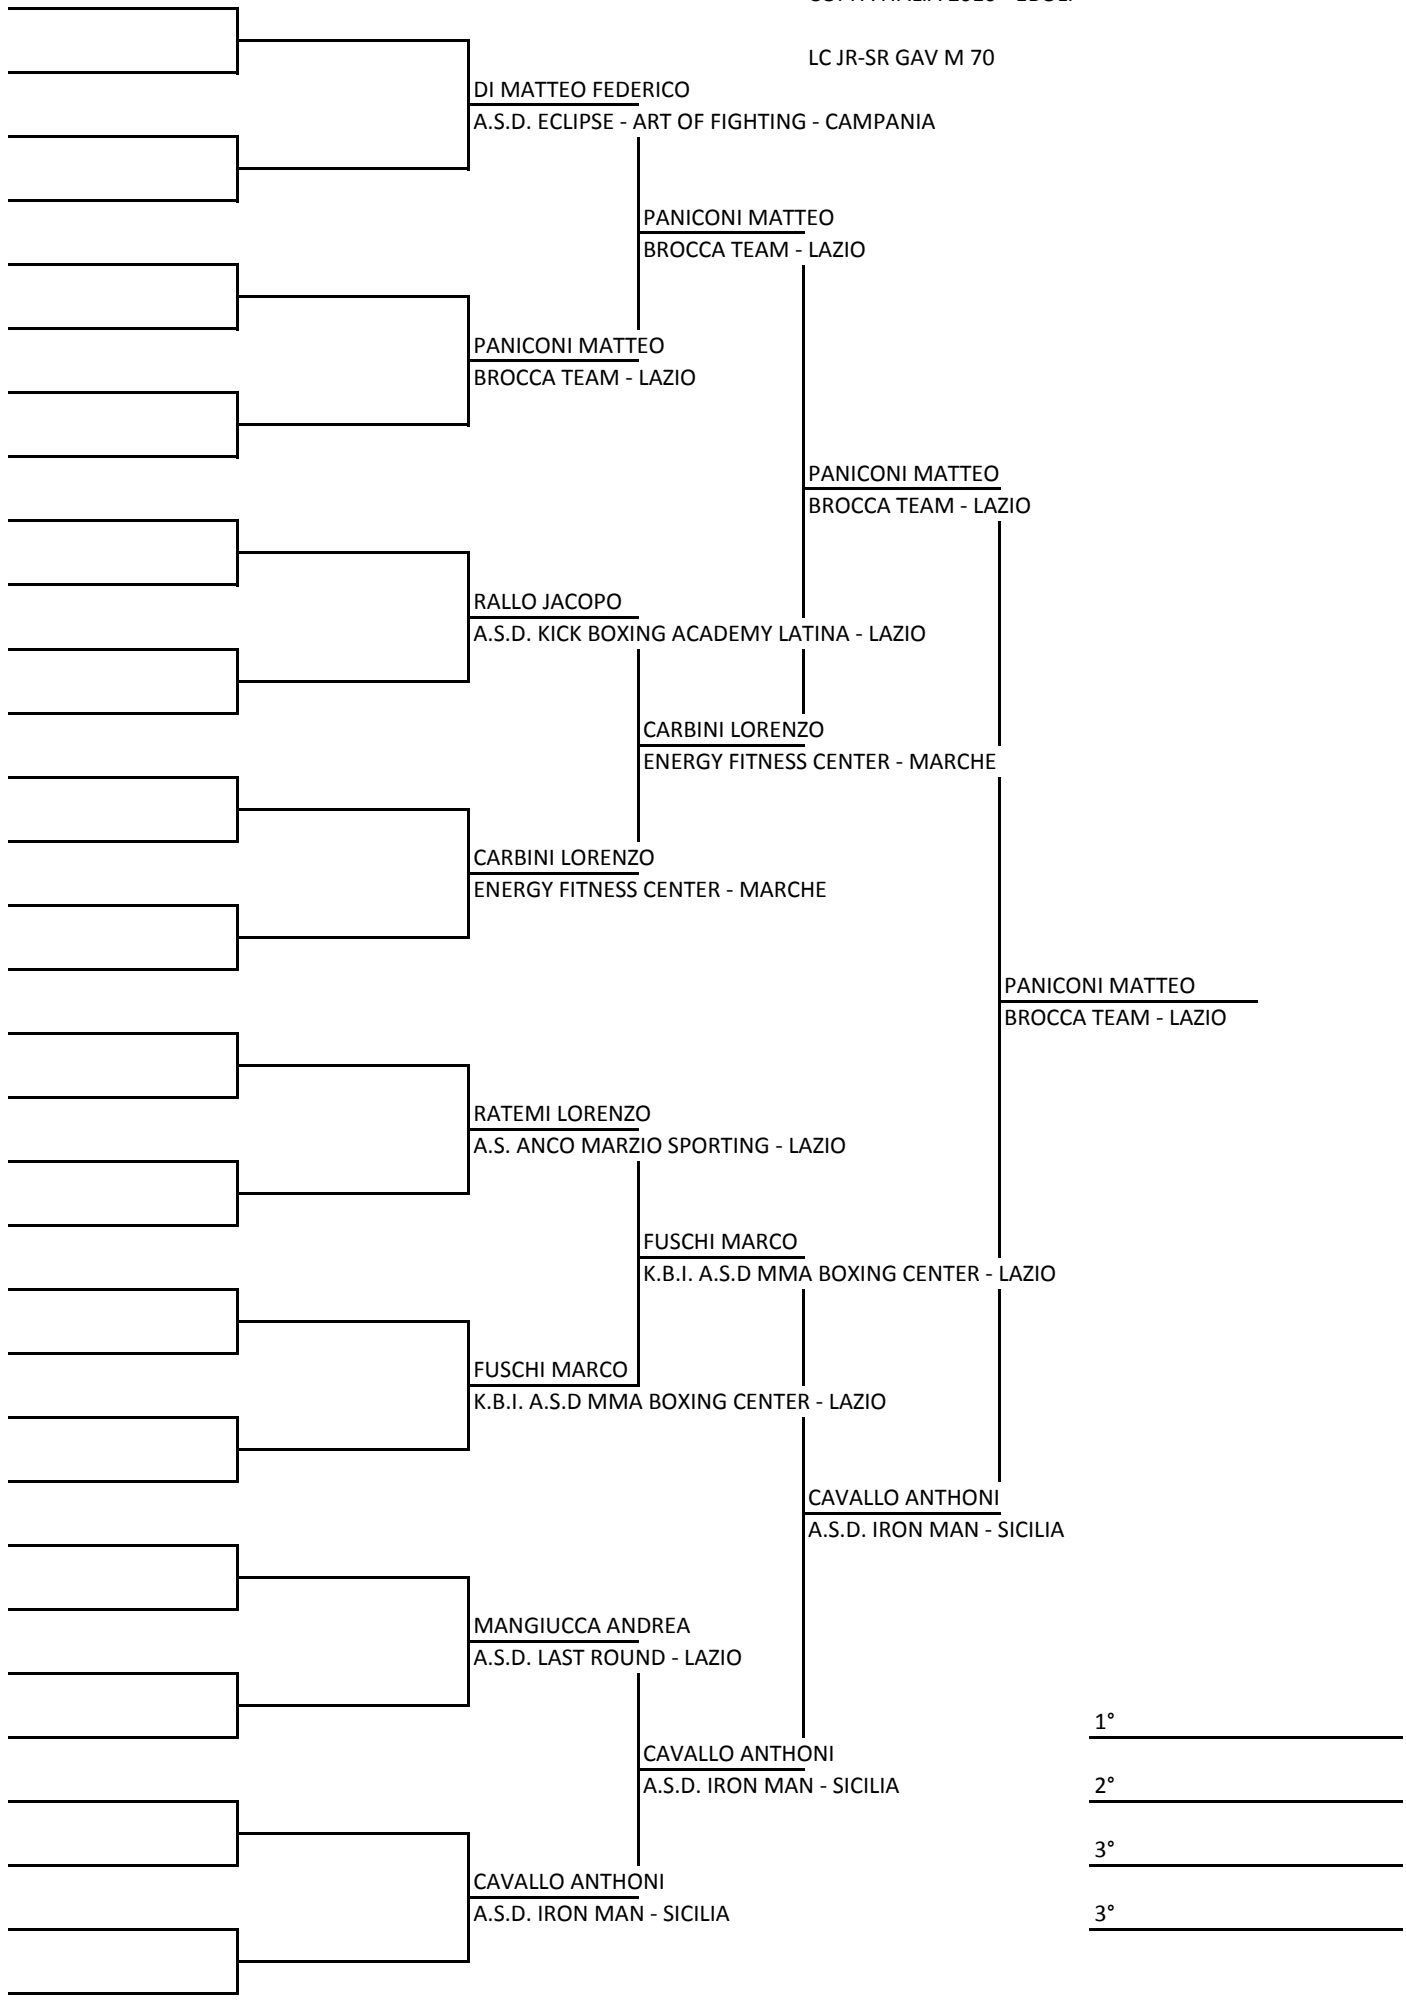 LC JR-SR GAV M 70
DI MATTEO FEDERICO
A.S.D. ECLIPSE - ART OF FIGHTING - CAMPANIA
PANICONI MATTEO
BROCCA TEAM - LAZIO
PANICONI MATTEO
BROCCA TEAM - LAZIO
PANICONI MATTEO
BROCCA TEAM - LAZIO
RALLO JACOPO
A.S.D. KICK BOXING ACADEMY LATINA - LAZIO
CARBINI LORENZO
ENERGY FITNESS CENTER - MARCHE
CARBINI LORENZO
ENERGY FITNESS CENTER - MARCHE
PANICONI MATTEO
BROCCA TEAM - LAZIO
RATEMI LORENZO
A.S. ANCO MARZIO SPORTING - LAZIO
FUSCHI MARCO
K.B.I. A.S.D MMA BOXING CENTER - LAZIO
FUSCHI MARCO
K.B.I. A.S.D MMA BOXING CENTER - LAZIO
CAVALLO ANTHONI
A.S.D. IRON MAN - SICILIA
MANGIUCCA ANDREA
A.S.D. LAST ROUND - LAZIO
1°
CAVALLO ANTHONI
A.S.D. IRON MAN - SICILIA
2°
3°
CAVALLO ANTHONI
A.S.D. IRON MAN - SICILIA
3°